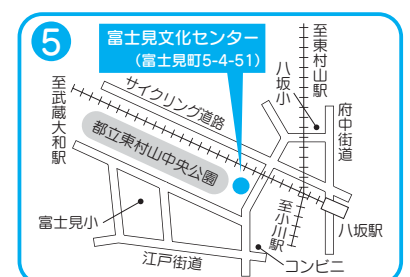 5
富士見文化センター
(富士見町5-4-51)
至東村山駅
八坂小
府中街道
サイクリング道路
至武蔵大和駅
都立東村山中央公園
富士見小
至小川駅
八坂駅
江戸街道
コンビニ